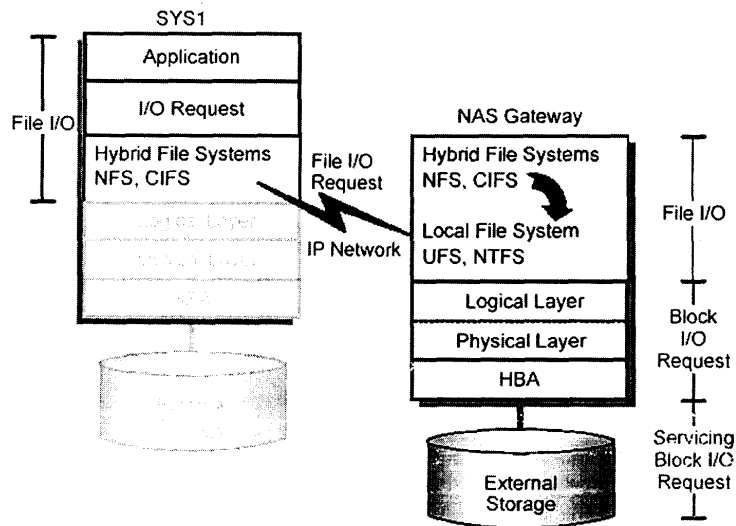 SYS1
Application
I/O Request
File I/O
Hybrid File Systems
NFS, CIFS
File I/O
Request
IP Network
NAS Gateway
Hybrid File Systems
NFS, CIFS
Local File System
UFS, NTFS
Logical Layer
Physical Layer
HBA
External
Storage
File I/O
Block
I/O
Request
Servicing
Block I/O
Request